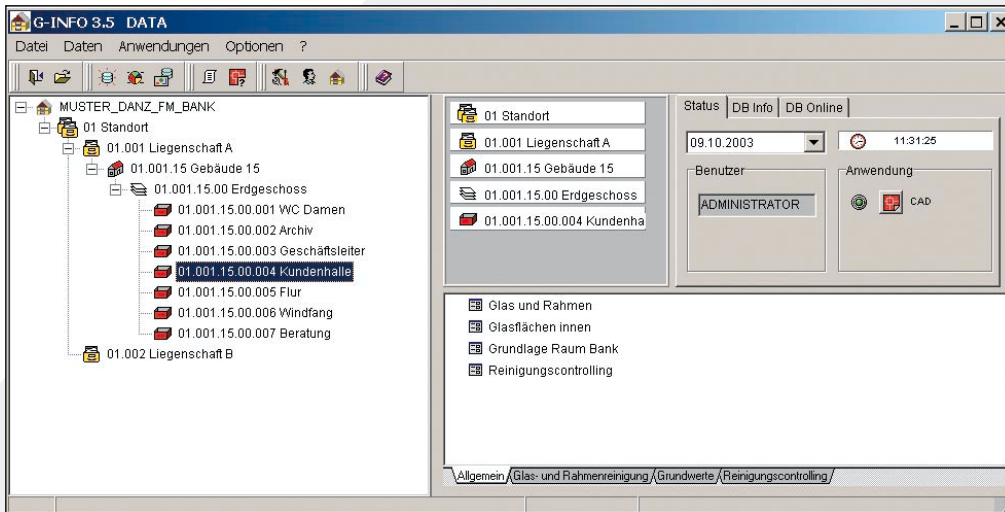 G-INFO 3.5 DATA
Datei Daten Anwendungen Optionen ?
MUSTER_DANZ_FM_BANK
01 Standort
01.001 Liegenschaft A
01.001.15 Gebäude 15
01.001.15.00 Erdgeschoss
01.001.15.00.001 WC Damen
01.001.15.00.002 Archiv
01.001.15.00.003 Geschäftsleiter
01.001.15.00.004 Kundenhalle
01.001.15.00.005 Flur
01.001.15.00.006 Windfang
01.001.15.00.007 Beratung
01.002 Liegenschaft B
01 Standort
01.001 Liegenschaft A
01.001.15 Gebäude 15
01.001.15.00 Erdgeschoss
01.001.15.00.004 Kundenha
Status DB Info DB Online
09.10.2003
11:31:25
Benutzer
ADMINISTRATOR
Anwendung
CAD
Glas und Rahmen
Glasflächen innen
Grundlage Raum Bank
Reinigungscontrolling
Allgemein Glas- und Rahmenreinigung Grundwerte Reinigungscontrolling